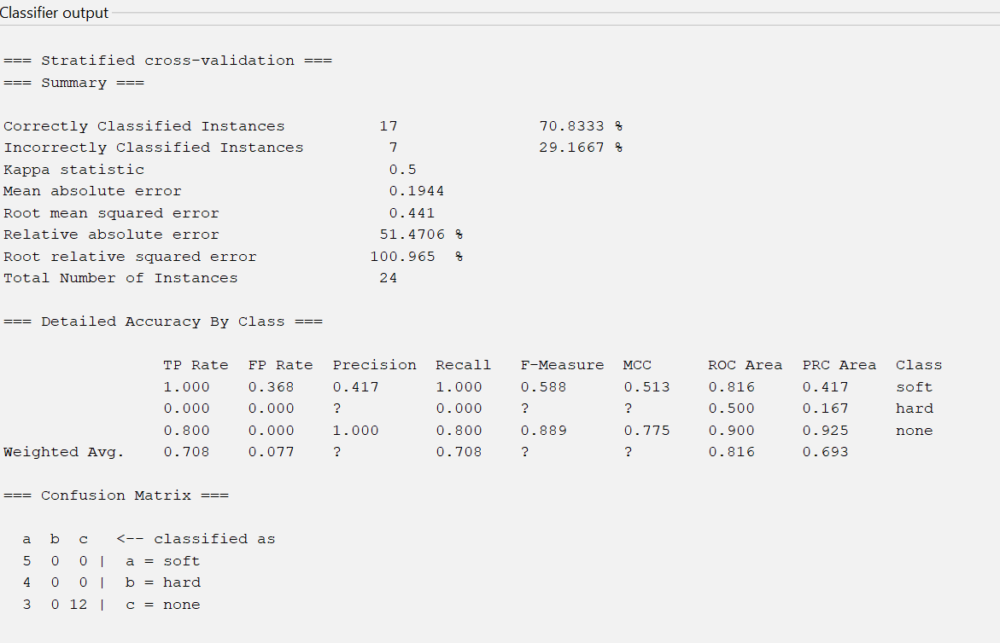 Classifier output
=== Stratified cross-validation ===
=== Summary ===
Correctly Classified Instances          17               70.8333 %
Incorrectly Classified Instances         7               29.1667 %
Kappa statistic                          0.5
Mean absolute error                      0.1944
Root mean squared error                  0.441
Relative absolute error                 51.4706 %
Root relative squared error            100.965  %
Total Number of Instances               24
=== Detailed Accuracy By Class ===
                 TP Rate  FP Rate  Precision  Recall   F-Measure  MCC      ROC Area  PRC Area  Class
                 1.000    0.368    0.417      1.000    0.588      0.513    0.816     0.417     soft
                 0.000    0.000    ?          0.000    ?          ?        0.500     0.167     hard
                 0.800    0.000    1.000      0.800    0.889      0.775    0.900     0.925     none
Weighted Avg.    0.708    0.077    ?          0.708    ?          ?        0.816     0.693
=== Confusion Matrix ===
  a  b  c   <-- classified as
  5  0  0 |  a = soft
  4  0  0 |  b = hard
  3  0 12 |  c = none